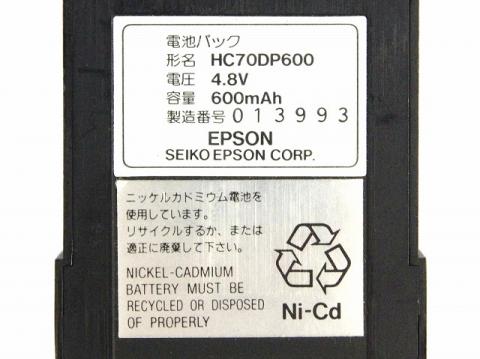 電池パック
形名 HC70DP600
電圧 4.8V
容量 600mAh
製造番号 013993
EPSON
SEIKO EPSON CORP.
ニッケルカドミウム電池を
使用しています。
リサイクルするか、または
適正に廃棄して下さい。
NICKEL-CADMIUM
BATTERY MUST BE
RECYCLED OR DISPOSED
OF PROPERLY
Ni-Cd